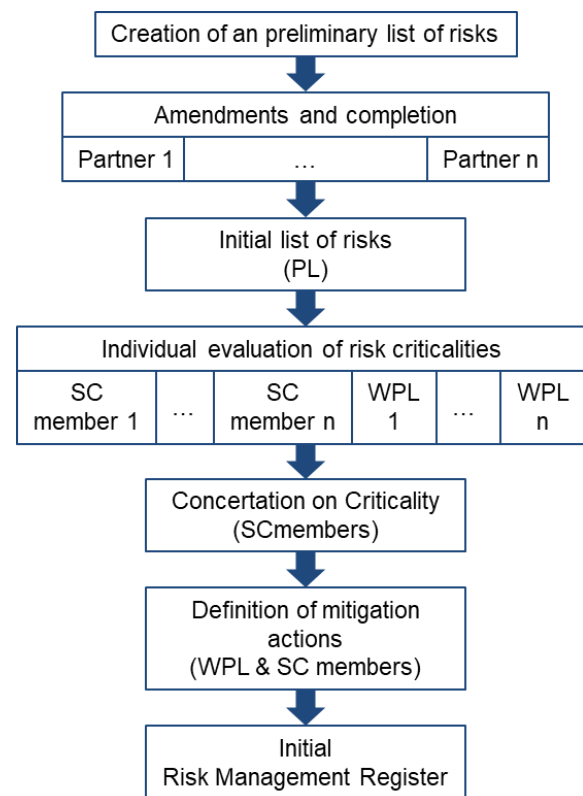 Creation of an preliminary list of risks
Amendments and completion
Partner 1 … Partner n
Initial list of risks
(PL)
Individual evaluation of risk criticalities
SC … SC WPL … WPL
member 1 member n 1 n
Concertation on Criticality
(SCmembers)
Definition of mitigation
actions
(WPL & SC members)
Initial
Risk Management Register